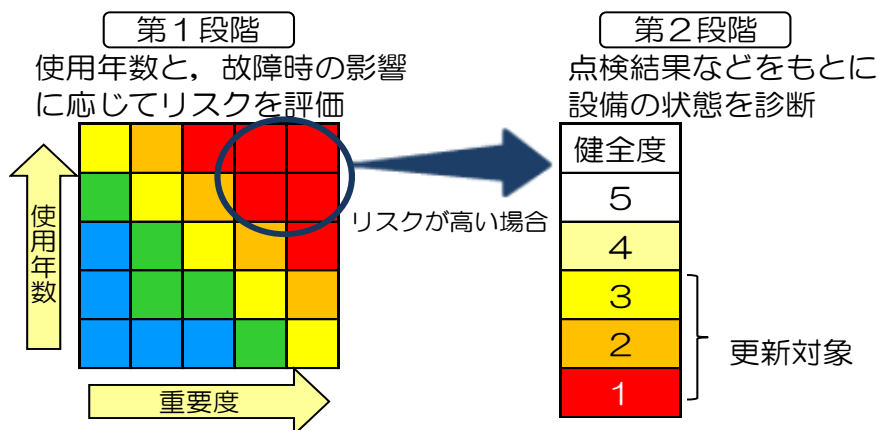 第１段階
使用年数と，故障時の影響
に応じてリスクを評価
使用年数
重要度
リスクが高い場合
第２段階
点検結果などをもとに
設備の状態を診断
健全度
５
４
３
２
１
更新対象